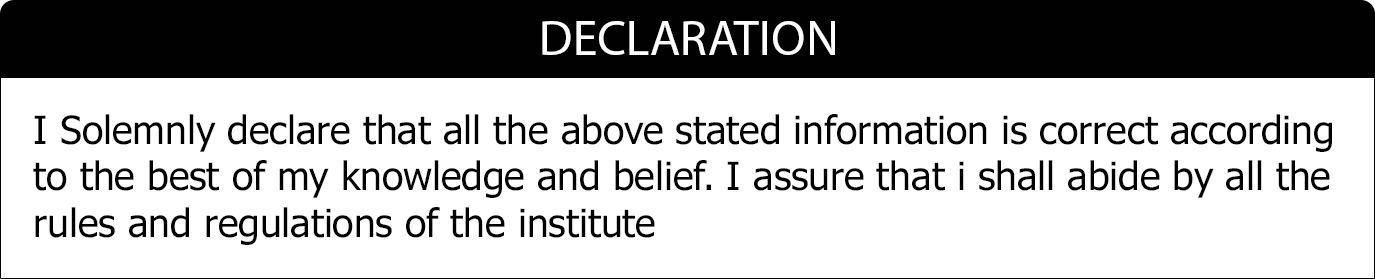 DECLARATION
I Solemnly declare that all the above stated information is correct according
to the best of my knowledge and belief. I assure that i shall abide by all the
rules and regulations of the institute